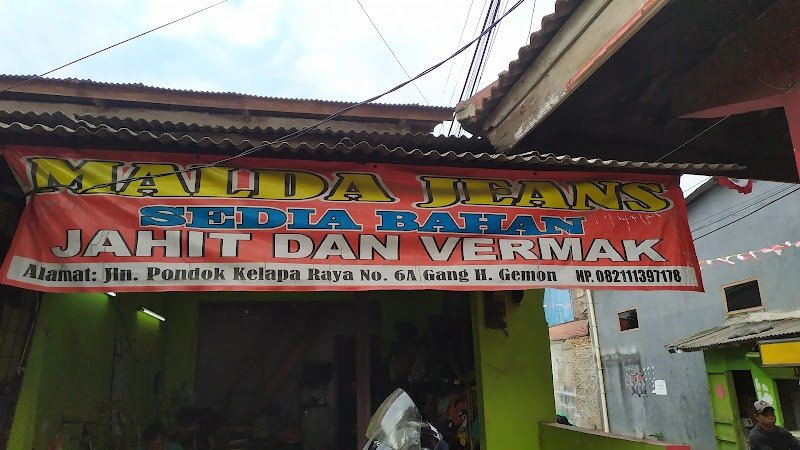 MALDA JEANS
SEDIA BAHAN
JAHIT DAN VERMAK
Alamat: Jln. Pondok Kelapa Raya No. 6A Gang H. Gemon HP. 082111397178